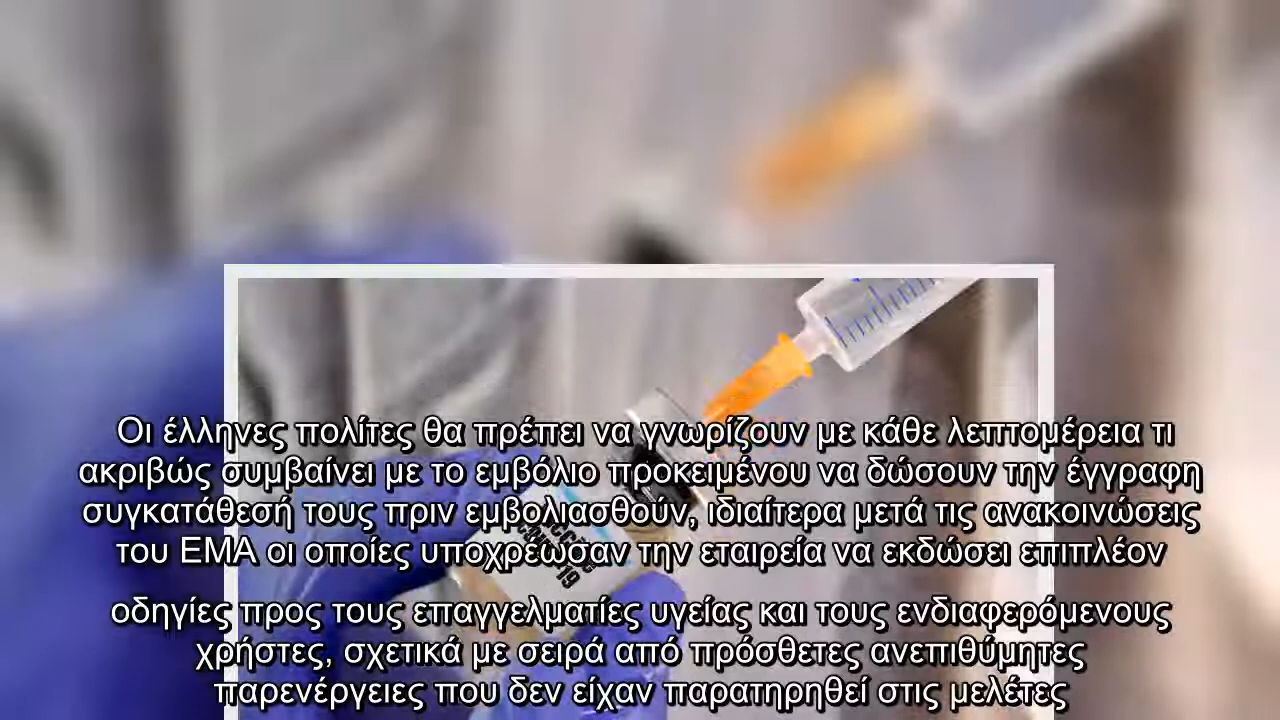 Οι έλληνες πολίτες θα πρέπει να γνωρίζουν με κάθε λεπτομέρεια τι
ακριβώς συμβαίνει με το εμβόλιο προκειμένου να δώσουν την έγγραφη
συγκατάθεσή τους πριν εμβολιασθούν, ιδιαίτερα μετά τις ανακοινώσεις
του ΕΜΑ οι οποίες υποχρέωσαν την εταιρεία να εκδώσει επιπλέον
οδηγίες προς τους επαγγελματίες υγείας και τους ενδιαφερόμενους
χρήστες, σχετικά με σειρά από πρόσθετες ανεπιθύμητες
παρενέργειες που δεν είχαν παρατηρηθεί στις μελέτες